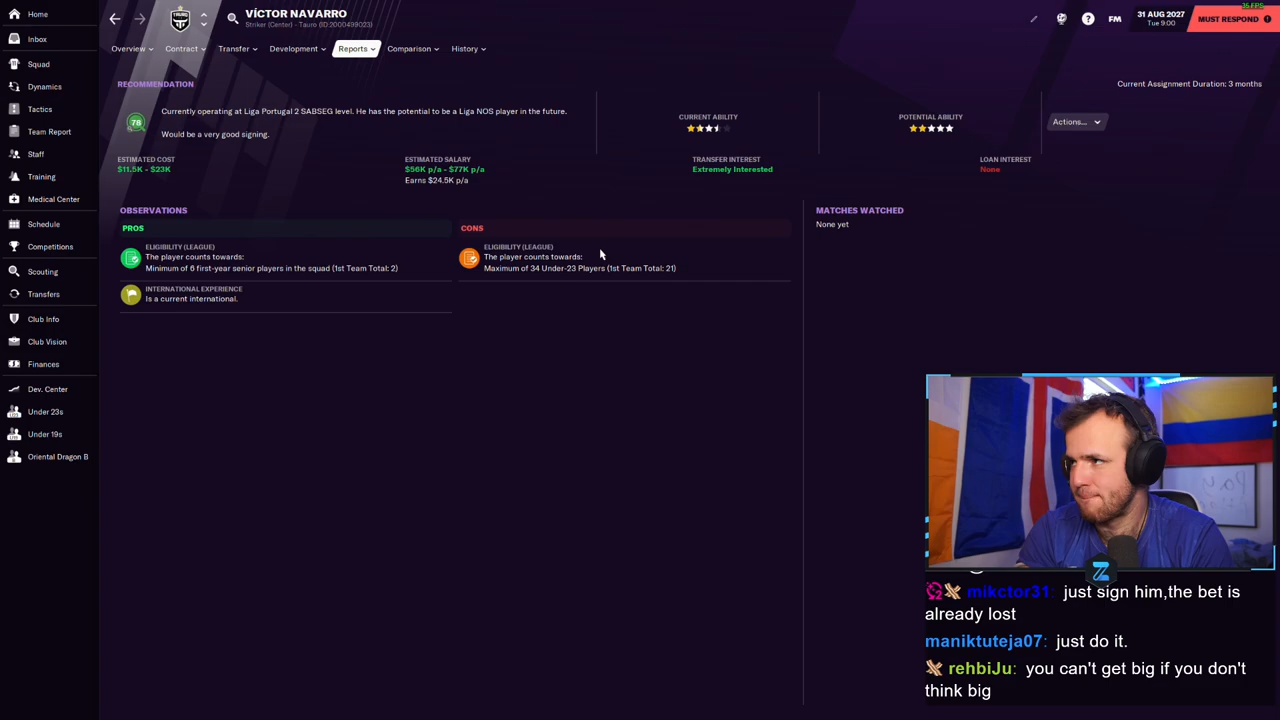 Home
Inbox
Squad
Dynamics
Tactics
Team Report
Staff
Training
Medical Center
Schedule
Competitions
Scouting
Transfers
Club Info
Club Vision
Finances
Dev. Center
Under 23s
Under 19s
Oriental Dragon B
VÍCTOR NAVARRO
Striker (Center) - Tauro (ID:2000499023)
TAURO
FM
31 AUG 2027
Tue 9:00
MUST RESPOND
Overview
Contract
Transfer
Development
Reports
Comparison
History
RECOMMENDATION
Current Assignment Duration: 3 months
78
Currently operating at Liga Portugal 2 SABSEG level. He has the potential to be a Liga NOS player in the future.
Would be a very good signing.
CURRENT ABILITY
POTENTIAL ABILITY
Actions...
ESTIMATED COST
$11.5K - $23K
ESTIMATED SALARY
$56K p/a - $77K p/a
Earns $24.5K p/a
TRANSFER INTEREST
Extremely Interested
LOAN INTEREST
None
OBSERVATIONS
PROS
ELIGIBILITY (LEAGUE)
The player counts towards:
Minimum of 6 first-year senior players in the squad (1st Team Total: 2)
INTERNATIONAL EXPERIENCE
Is a current international.
CONS
ELIGIBILITY (LEAGUE)
The player counts towards:
Maximum of 34 Under-23 Players (1st Team Total: 21)
MATCHES WATCHED
None yet
mikctor31: just sign him,the bet is
already lost
maniktuteja07: just do it.
rehbiJu: you can't get big if you don't
think big